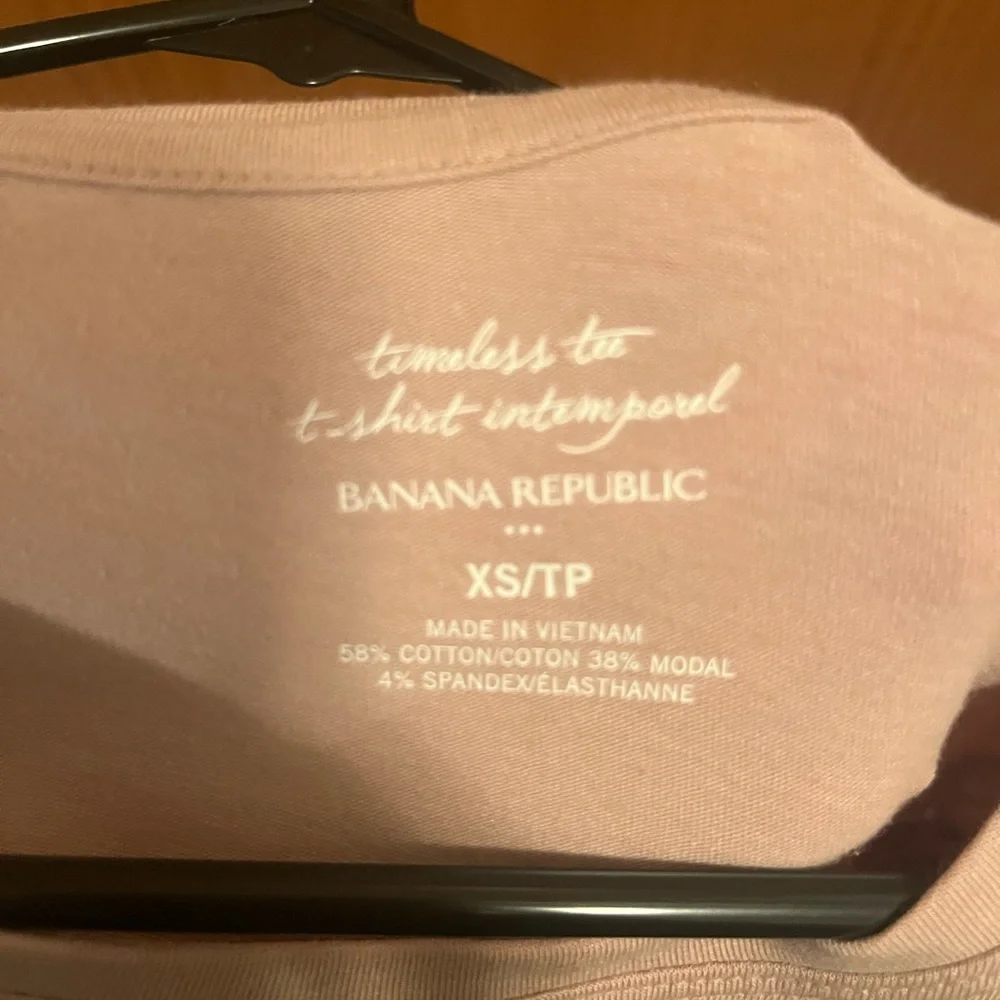 timeless tee
t-shirt intemporel
BANANA REPUBLIC
•••
XS/TP
MADE IN VIETNAM
58% COTTON/COTON 38% MODAL
4% SPANDEX/ÉLASTHANNE